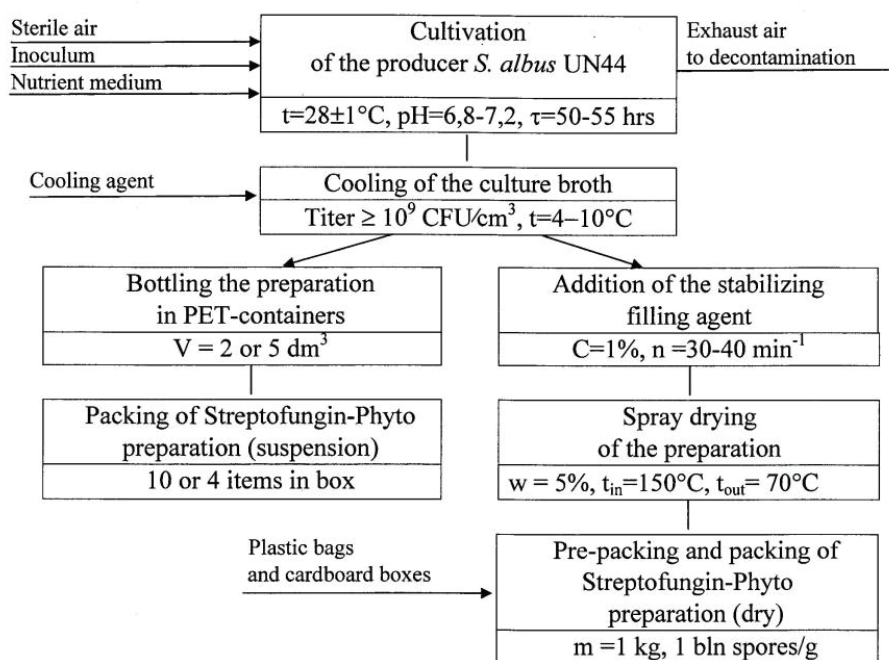 Sterile air
Inoculum
Nutrient medium
Cultivation
of the producer S. albus UN44
t=28±1°C, pH=6,8-7,2, τ=50-55 hrs
Exhaust air
to decontamination
Cooling agent
Cooling of the culture broth
Titer ≥ 10⁹ CFU/cm³, t=4–10°C
Bottling the preparation
in PET-containers
V = 2 or 5 dm³
Packing of Streptofungin-Phyto
preparation (suspension)
10 or 4 items in box
Addition of the stabilizing
filling agent
C=1%, n =30-40 min⁻¹
Spray drying
of the preparation
w = 5%, tᵢₙ=150°C, tₒᵤₜ= 70°C
Plastic bags
and cardboard boxes
Pre-packing and packing of
Streptofungin-Phyto
preparation (dry)
m =1 kg, 1 bln spores/g